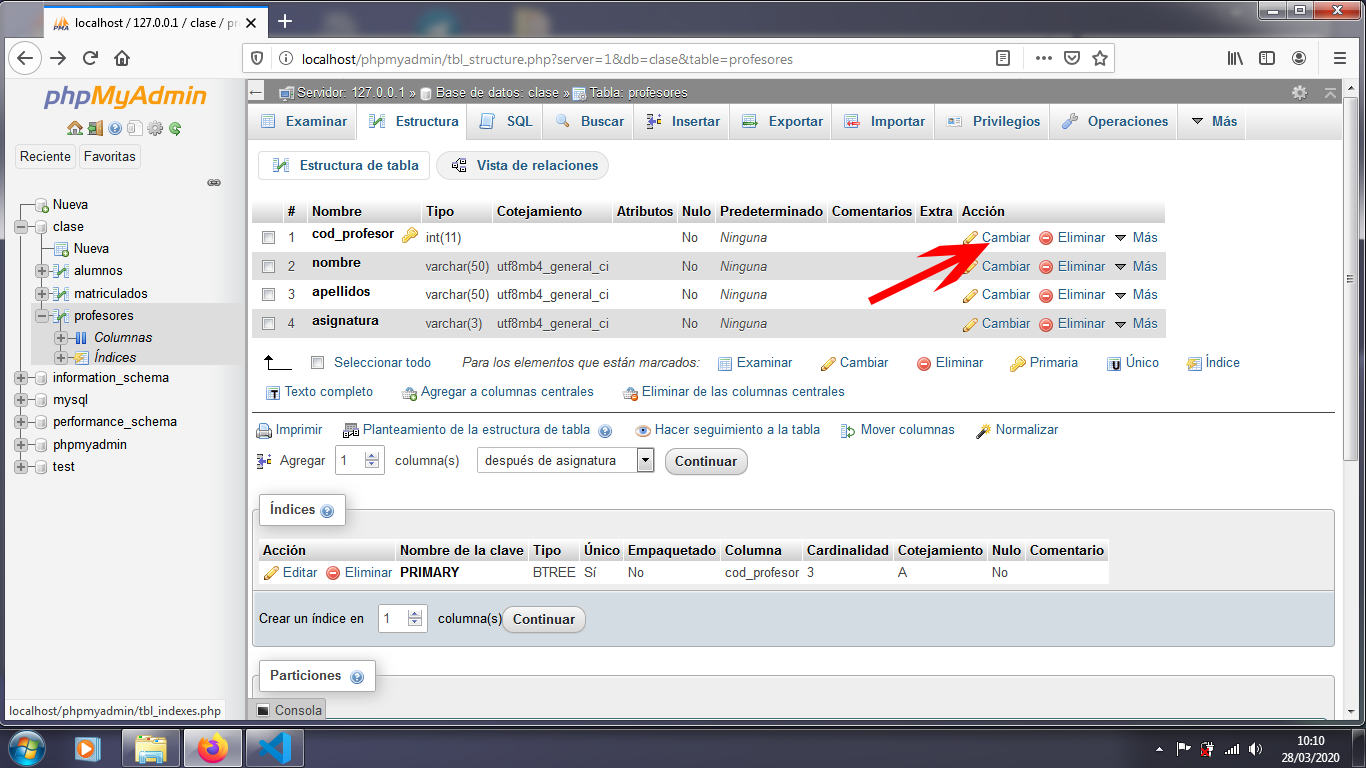 localhost / 127.0.0.1 / clase / pr
localhost/phpmyadmin/tbl_structure.php?server=1&db=clase&table=profesores
phpMyAdmin
Reciente Favoritas
Nueva
clase
Nueva
alumnos
matriculados
profesores
Columnas
Índices
information_schema
mysql
performance_schema
phpmyadmin
test
localhost/phpmyadmin/tbl_indexes.php
Servidor: 127.0.0.1 » Base de datos: clase » Tabla: profesores
Examinar Estructura SQL Buscar Insertar Exportar Importar Privilegios Operaciones Más
Estructura de tabla Vista de relaciones
# Nombre Tipo Cotejamiento Atributos Nulo Predeterminado Comentarios Extra Acción
1 cod_profesor int(11) No Ninguna Cambiar Eliminar Más
2 nombre varchar(50) utf8mb4_general_ci No Ninguna Cambiar Eliminar Más
3 apellidos varchar(50) utf8mb4_general_ci No Ninguna Cambiar Eliminar Más
4 asignatura varchar(3) utf8mb4_general_ci No Ninguna Cambiar Eliminar Más
Seleccionar todo Para los elementos que están marcados: Examinar Cambiar Eliminar Primaria Único Índice
Texto completo Agregar a columnas centrales Eliminar de las columnas centrales
Imprimir Planteamiento de la estructura de tabla Hacer seguimiento a la tabla Mover columnas Normalizar
Agregar 1 columna(s) después de asignatura Continuar
Índices
Acción Nombre de la clave Tipo Único Empaquetado Columna Cardinalidad Cotejamiento Nulo Comentario
Editar Eliminar PRIMARY BTREE Sí No cod_profesor 3 A No
Crear un índice en 1 columna(s) Continuar
Particiones
Consola
10:10
28/03/2020